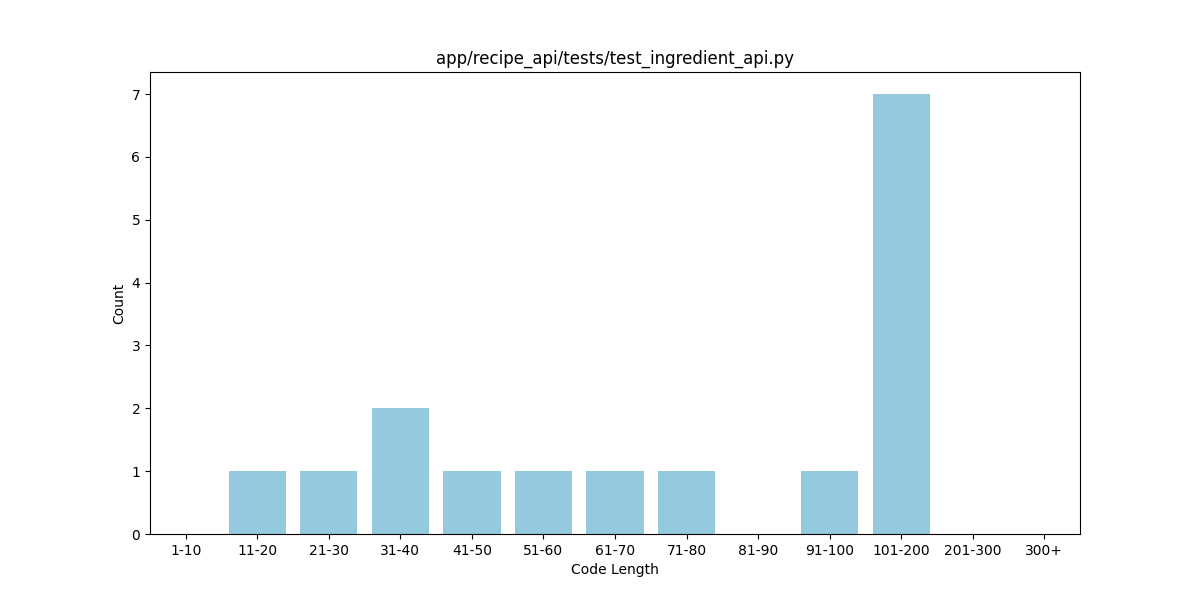 app/recipe_api/tests/test_ingredient_api.py
7
6
5
4
3
2
1
0
Count
1-10 11-20 21-30 31-40 41-50 51-60 61-70 71-80 81-90 91-100 101-200 201-300 300+
Code Length